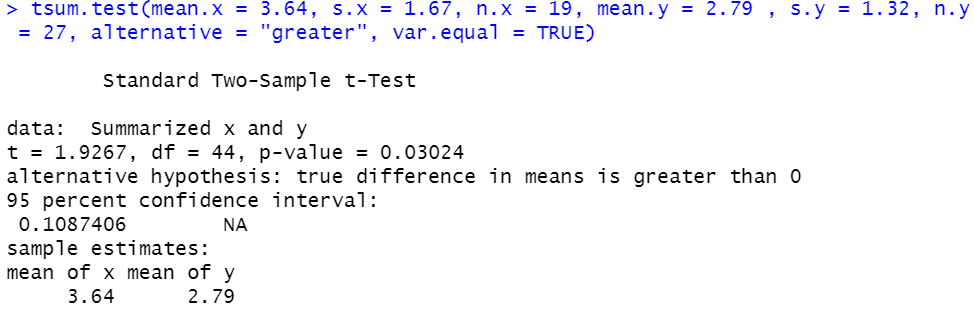 > tsum.test(mean.x = 3.64, s.x = 1.67, n.x = 19, mean.y = 2.79 , s.y = 1.32, n.y
= 27, alternative = "greater", var.equal = TRUE)
Standard Two-Sample t-Test
data:  Summarized x and y
t = 1.9267, df = 44, p-value = 0.03024
alternative hypothesis: true difference in means is greater than 0
95 percent confidence interval:
0.1087406        NA
sample estimates:
mean of x mean of y
3.64      2.79